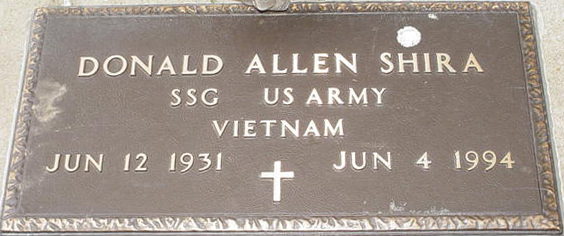 DONALD ALLEN SHIRA
SSG US ARMY
VIETNAM
JUN 12 1931 JUN 4 1994